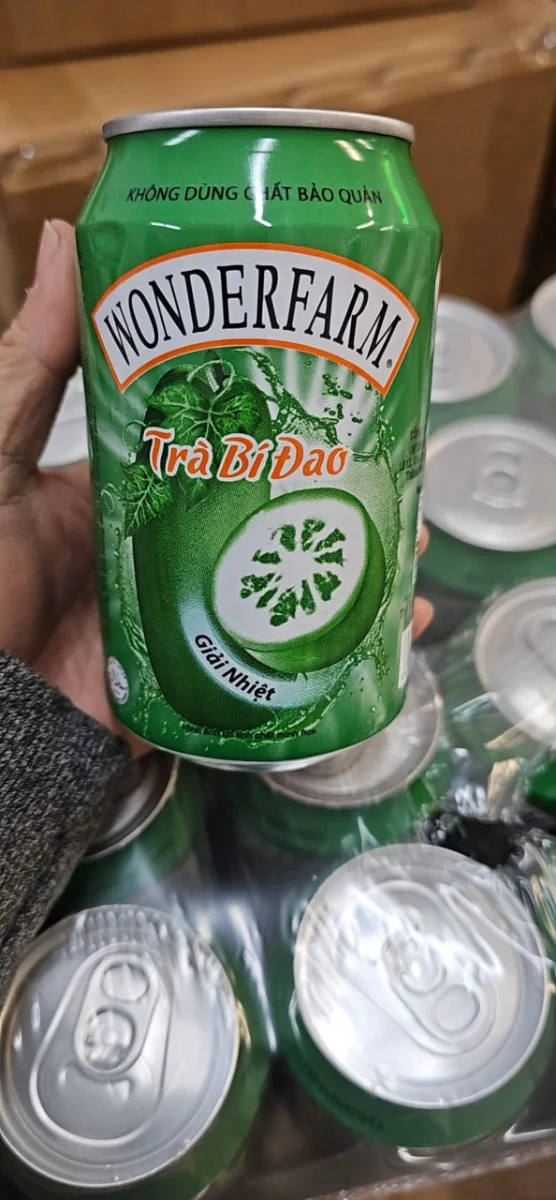 KHÔNG DÙNG CHẤT BẢO QUẢN
WONDERFARM®
Trà Bí Đao
Giải Nhiệt